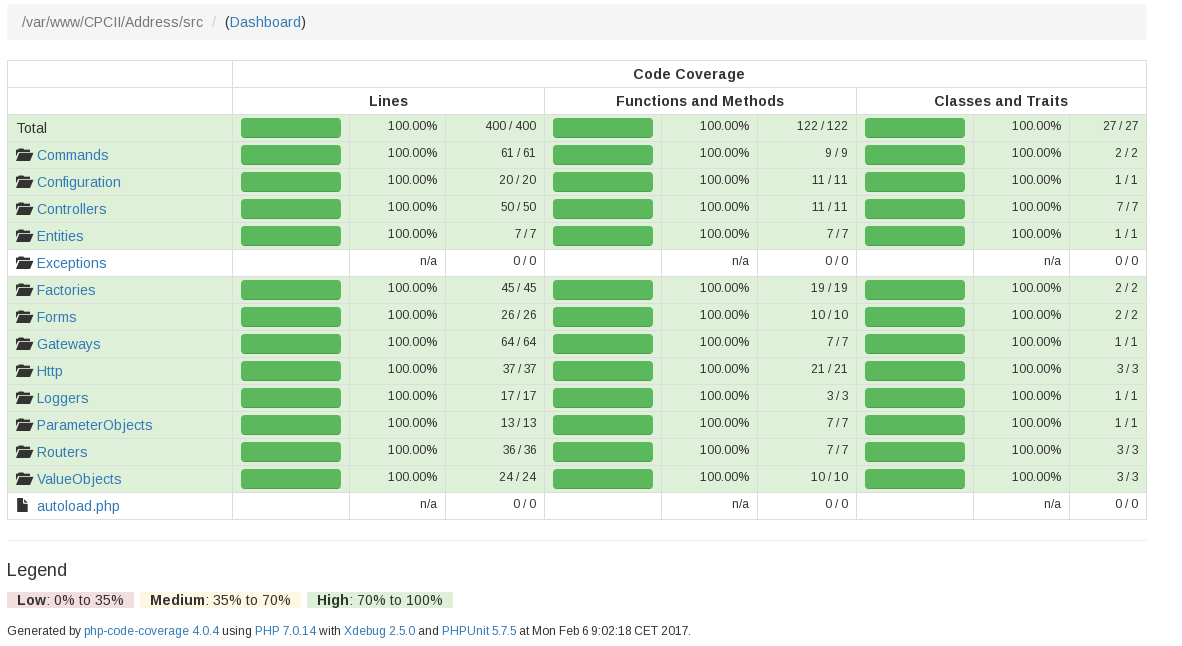 /var/www/CPCII/Address/src / (Dashboard)
Code Coverage
Lines Functions and Methods Classes and Traits
Total 100.00% 400 / 400 100.00% 122 / 122 100.00% 27 / 27
Commands 100.00% 61 / 61 100.00% 9 / 9 100.00% 2 / 2
Configuration 100.00% 20 / 20 100.00% 11 / 11 100.00% 1 / 1
Controllers 100.00% 50 / 50 100.00% 11 / 11 100.00% 7 / 7
Entities 100.00% 7 / 7 100.00% 7 / 7 100.00% 1 / 1
Exceptions n/a 0 / 0 n/a 0 / 0 n/a 0 / 0
Factories 100.00% 45 / 45 100.00% 19 / 19 100.00% 2 / 2
Forms 100.00% 26 / 26 100.00% 10 / 10 100.00% 2 / 2
Gateways 100.00% 64 / 64 100.00% 7 / 7 100.00% 1 / 1
Http 100.00% 37 / 37 100.00% 21 / 21 100.00% 3 / 3
Loggers 100.00% 17 / 17 100.00% 3 / 3 100.00% 1 / 1
ParameterObjects 100.00% 13 / 13 100.00% 7 / 7 100.00% 1 / 1
Routers 100.00% 36 / 36 100.00% 7 / 7 100.00% 3 / 3
ValueObjects 100.00% 24 / 24 100.00% 10 / 10 100.00% 3 / 3
autoload.php n/a 0 / 0 n/a 0 / 0 n/a 0 / 0
Legend
Low: 0% to 35% Medium: 35% to 70% High: 70% to 100%
Generated by php-code-coverage 4.0.4 using PHP 7.0.14 with Xdebug 2.5.0 and PHPUnit 5.7.5 at Mon Feb 6 9:02:18 CET 2017.